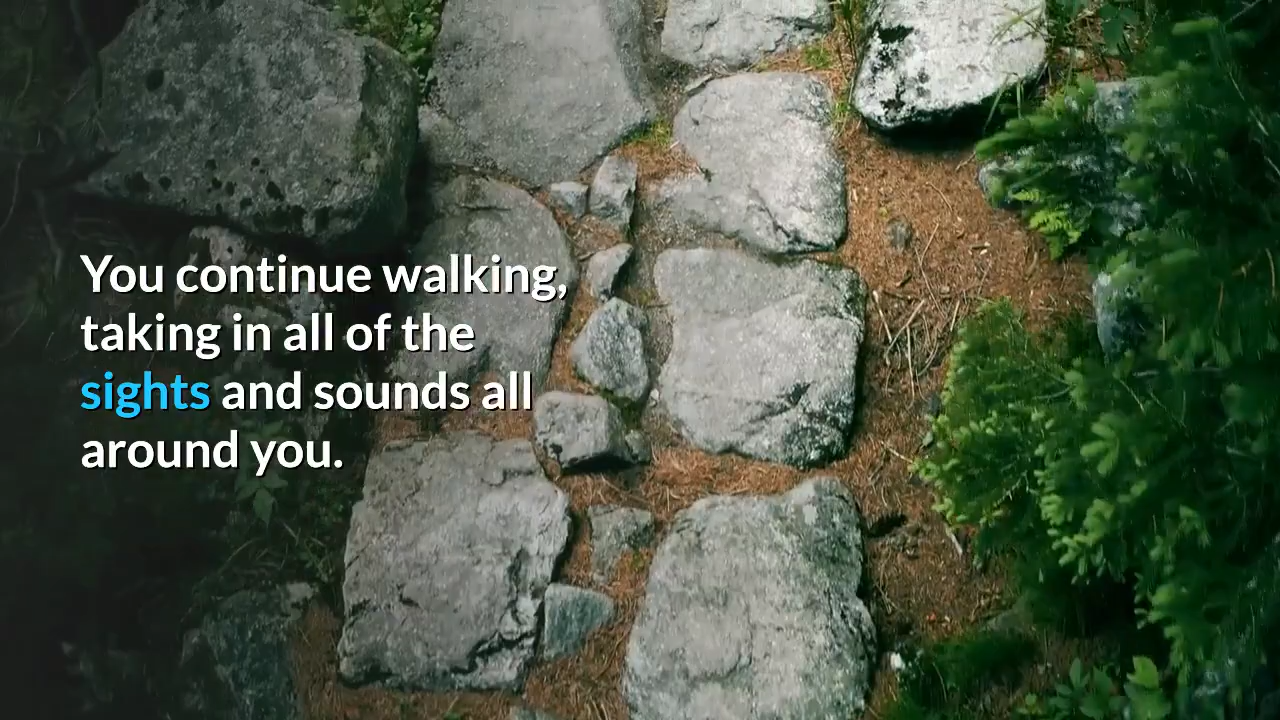 You continue walking,
taking in all of the
sights and sounds all
around you.